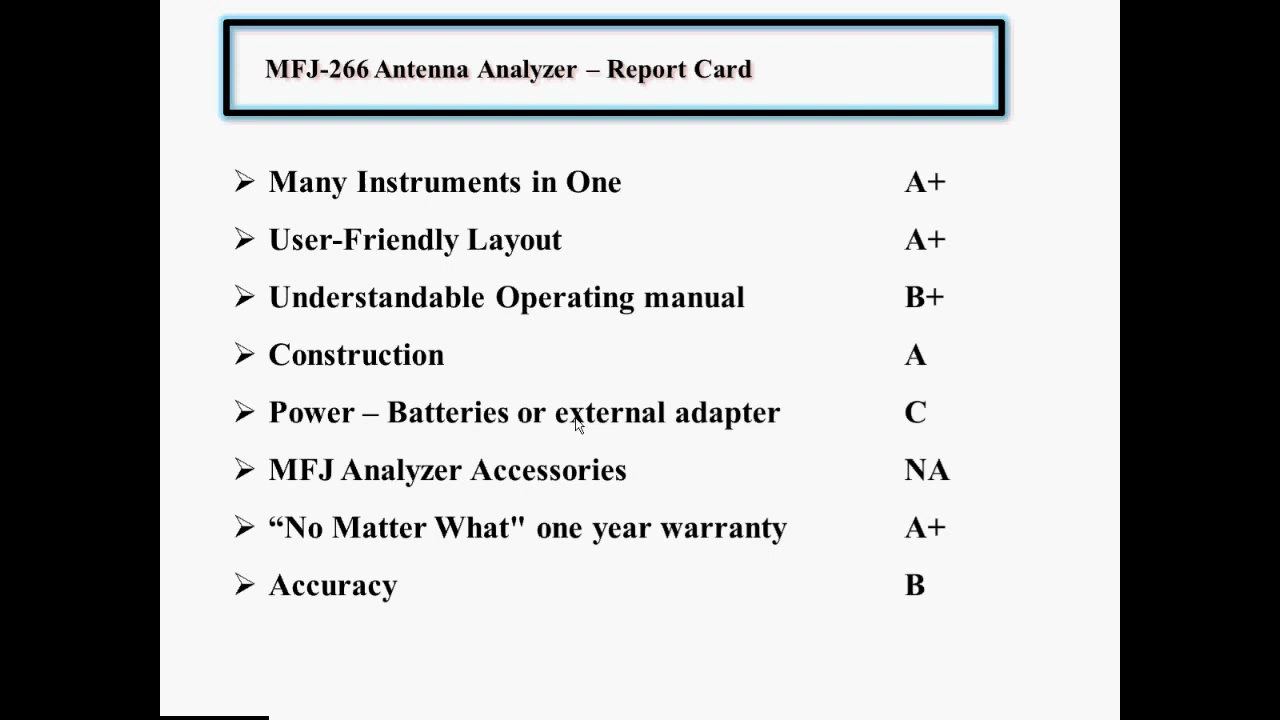 MFJ-266 Antenna Analyzer – Report Card
➢ Many Instruments in One A+
➢ User-Friendly Layout A+
➢ Understandable Operating manual B+
➢ Construction A
➢ Power – Batteries or external adapter C
➢ MFJ Analyzer Accessories NA
➢ “No Matter What" one year warranty A+
➢ Accuracy B